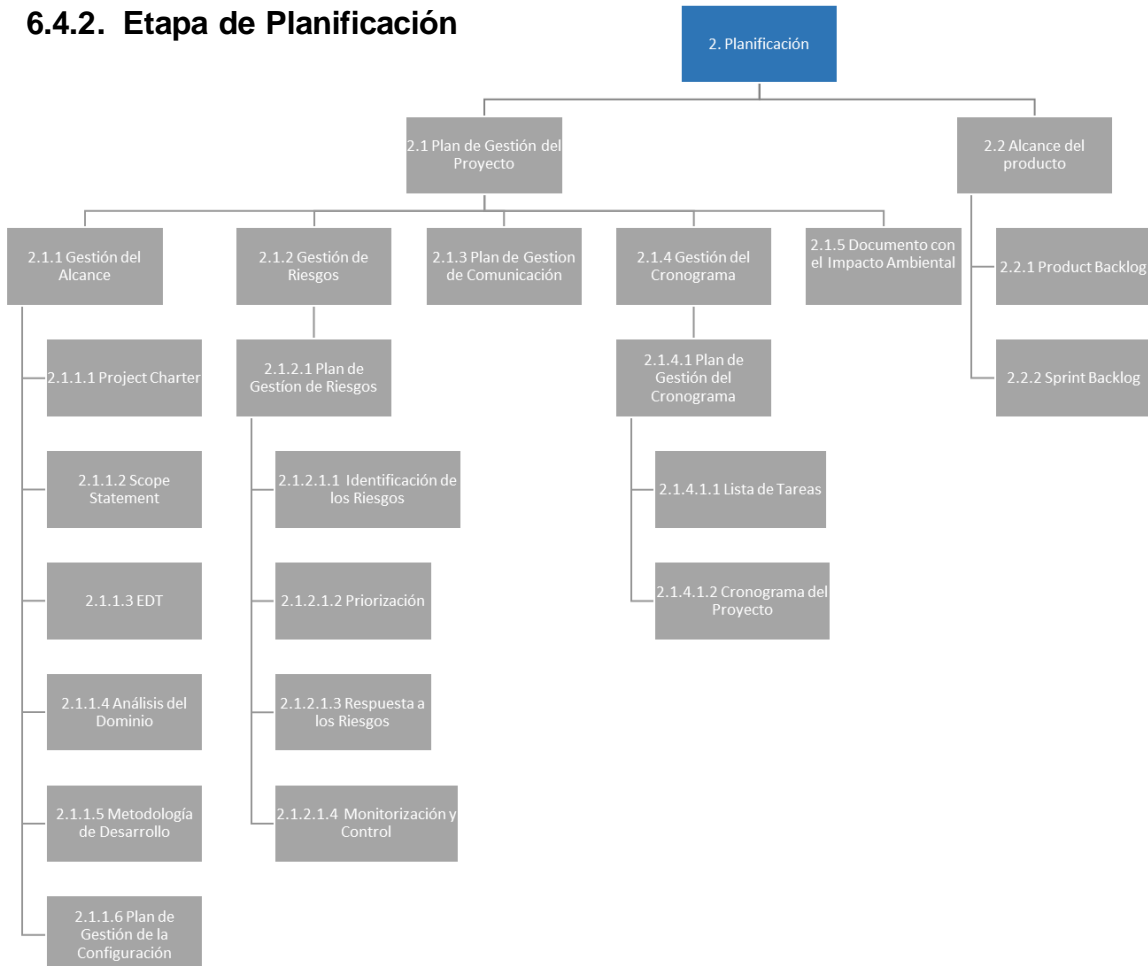 6.4.2. Etapa de Planificación
2. Planificación
2.1 Plan de Gestión del
Proyecto
2.2 Alcance del
producto
2.1.1 Gestión del
Alcance
2.1.2 Gestión de
Riesgos
2.1.3 Plan de Gestion
de Comunicación
2.1.4 Gestión del
Cronograma
2.1.5 Documento con
el Impacto Ambiental
2.2.1 Product Backlog
2.2.2 Sprint Backlog
2.1.1.1 Project Charter
2.1.1.2 Scope
Statement
2.1.1.3 EDT
2.1.1.4 Análisis del
Dominio
2.1.1.5 Metodología
de Desarrollo
2.1.1.6 Plan de
Gestión de la
Configuración
2.1.2.1 Plan de
Gestíon de Riesgos
2.1.2.1.1 Identificación de
los Riesgos
2.1.2.1.2 Priorización
2.1.2.1.3 Respuesta a
los Riesgos
2.1.2.1.4 Monitorización y
Control
2.1.4.1 Plan de
Gestión del
Cronograma
2.1.4.1.1 Lista de Tareas
2.1.4.1.2 Cronograma del
Proyecto